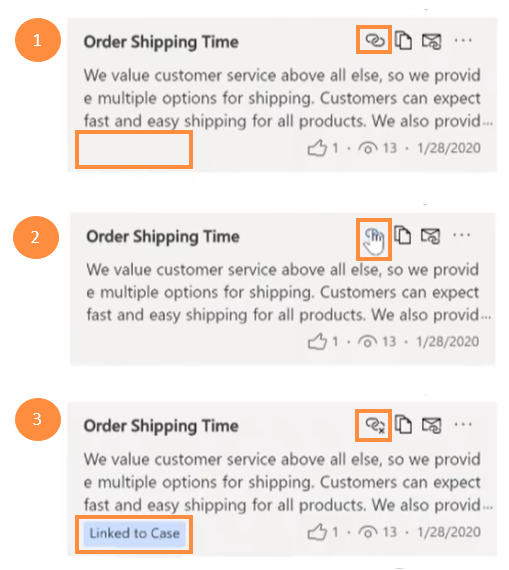 1
Order Shipping Time
We value customer service above all else, so we provid
e multiple options for shipping. Customers can expect
fast and easy shipping for all products. We also provid...
1 · 13 · 1/28/2020
2
Order Shipping Time
We value customer service above all else, so we provid
e multiple options for shipping. Customers can expect
fast and easy shipping for all products. We also provid...
1 · 13 · 1/28/2020
3
Order Shipping Time
We value customer service above all else, so we provid
e multiple options for shipping. Customers can expect
fast and easy shipping for all products. We also provid...
Linked to Case 1 · 13 · 1/28/2020